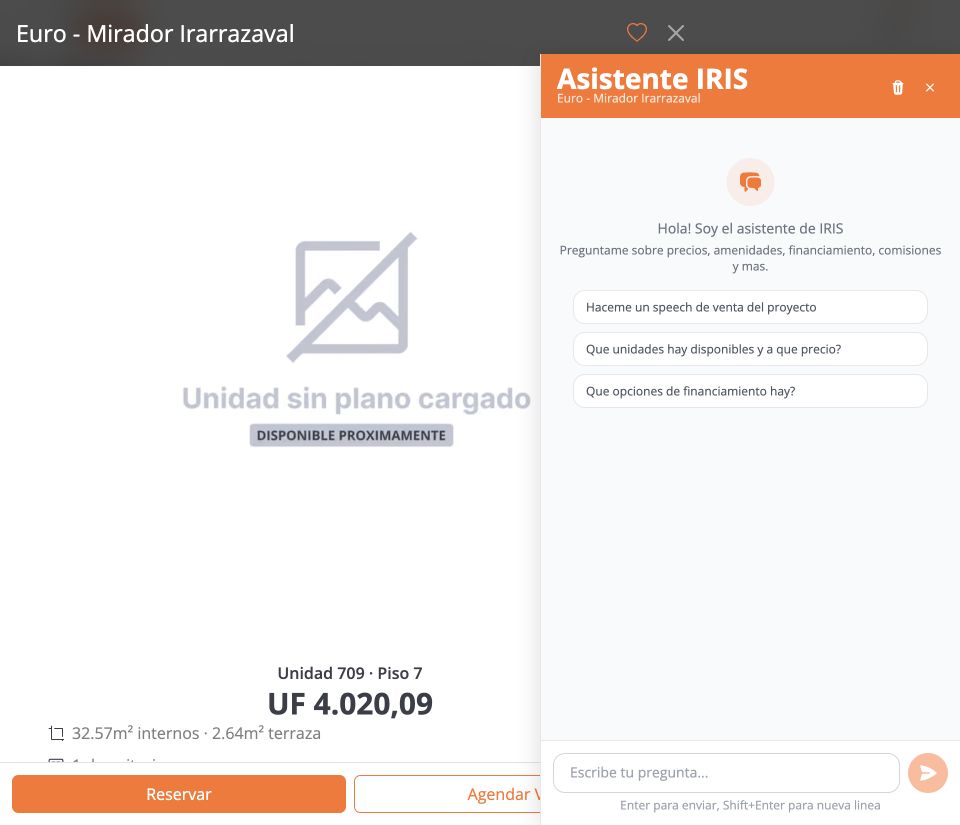 Euro - Mirador Irarrazaval
Asistente IRIS
Euro - Mirador Irarrazaval
Hola! Soy el asistente de IRIS
Preguntame sobre precios, amenidades, financiamiento, comisiones
y mas.
Haceme un speech de venta del proyecto
Que unidades hay disponibles y a que precio?
Que opciones de financiamiento hay?
Unidad sin plano cargado
DISPONIBLE PROXIMAMENTE
Unidad 709 · Piso 7
UF 4.020,09
32.57m² internos · 2.64m² terraza
Reservar
Agendar
Escribe tu pregunta...
Enter para enviar, Shift+Enter para nueva linea